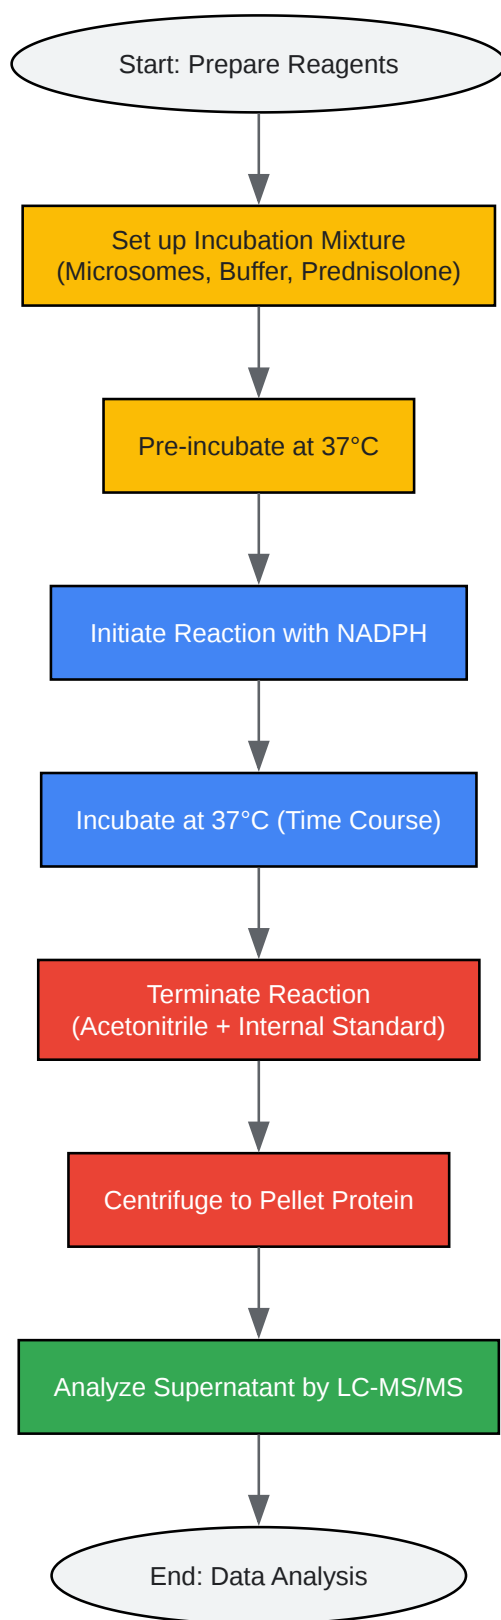 Start: Prepare Reagents
Set up Incubation Mixture
(Microsomes, Buffer, Prednisolone)
Pre-incubate at 37°C
Initiate Reaction with NADPH
Incubate at 37°C (Time Course)
Terminate Reaction
(Acetonitrile + Internal Standard)
Centrifuge to Pellet Protein
Analyze Supernatant by LC-MS/MS
End: Data Analysis